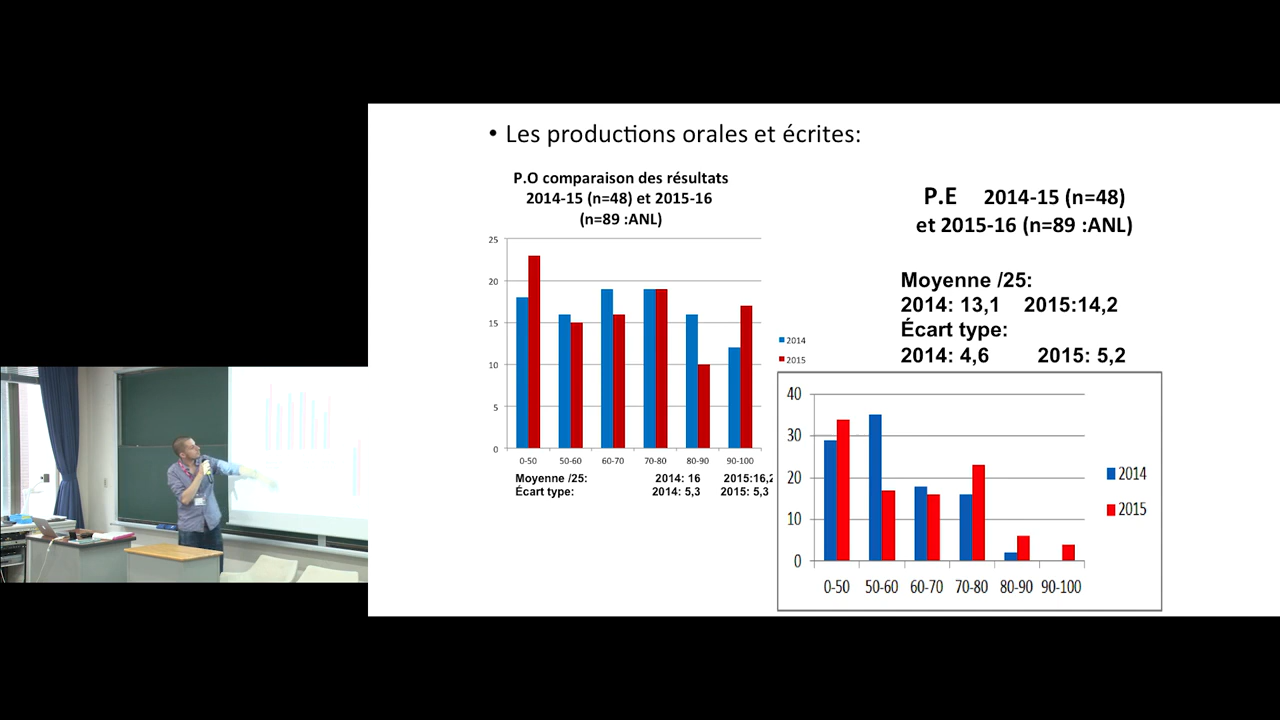 • Les productions orales et écrites:
P.O comparaison des résultats
2014-15 (n=48) et 2015-16
(n=89 :ANL)
25
20
15
10
5
0
0-50 50-60 60-70 70-80 80-90 90-100
Moyenne /25: 2014: 16 2015:16,2
Écart type: 2014: 5,3 2015: 5,3
2014
2015
P.E 2014-15 (n=48)
et 2015-16 (n=89 :ANL)
Moyenne /25:
2014: 13,1 2015:14,2
Écart type:
2014: 4,6 2015: 5,2
40
30
20
10
0
0-50 50-60 60-70 70-80 80-90 90-100
2014
2015